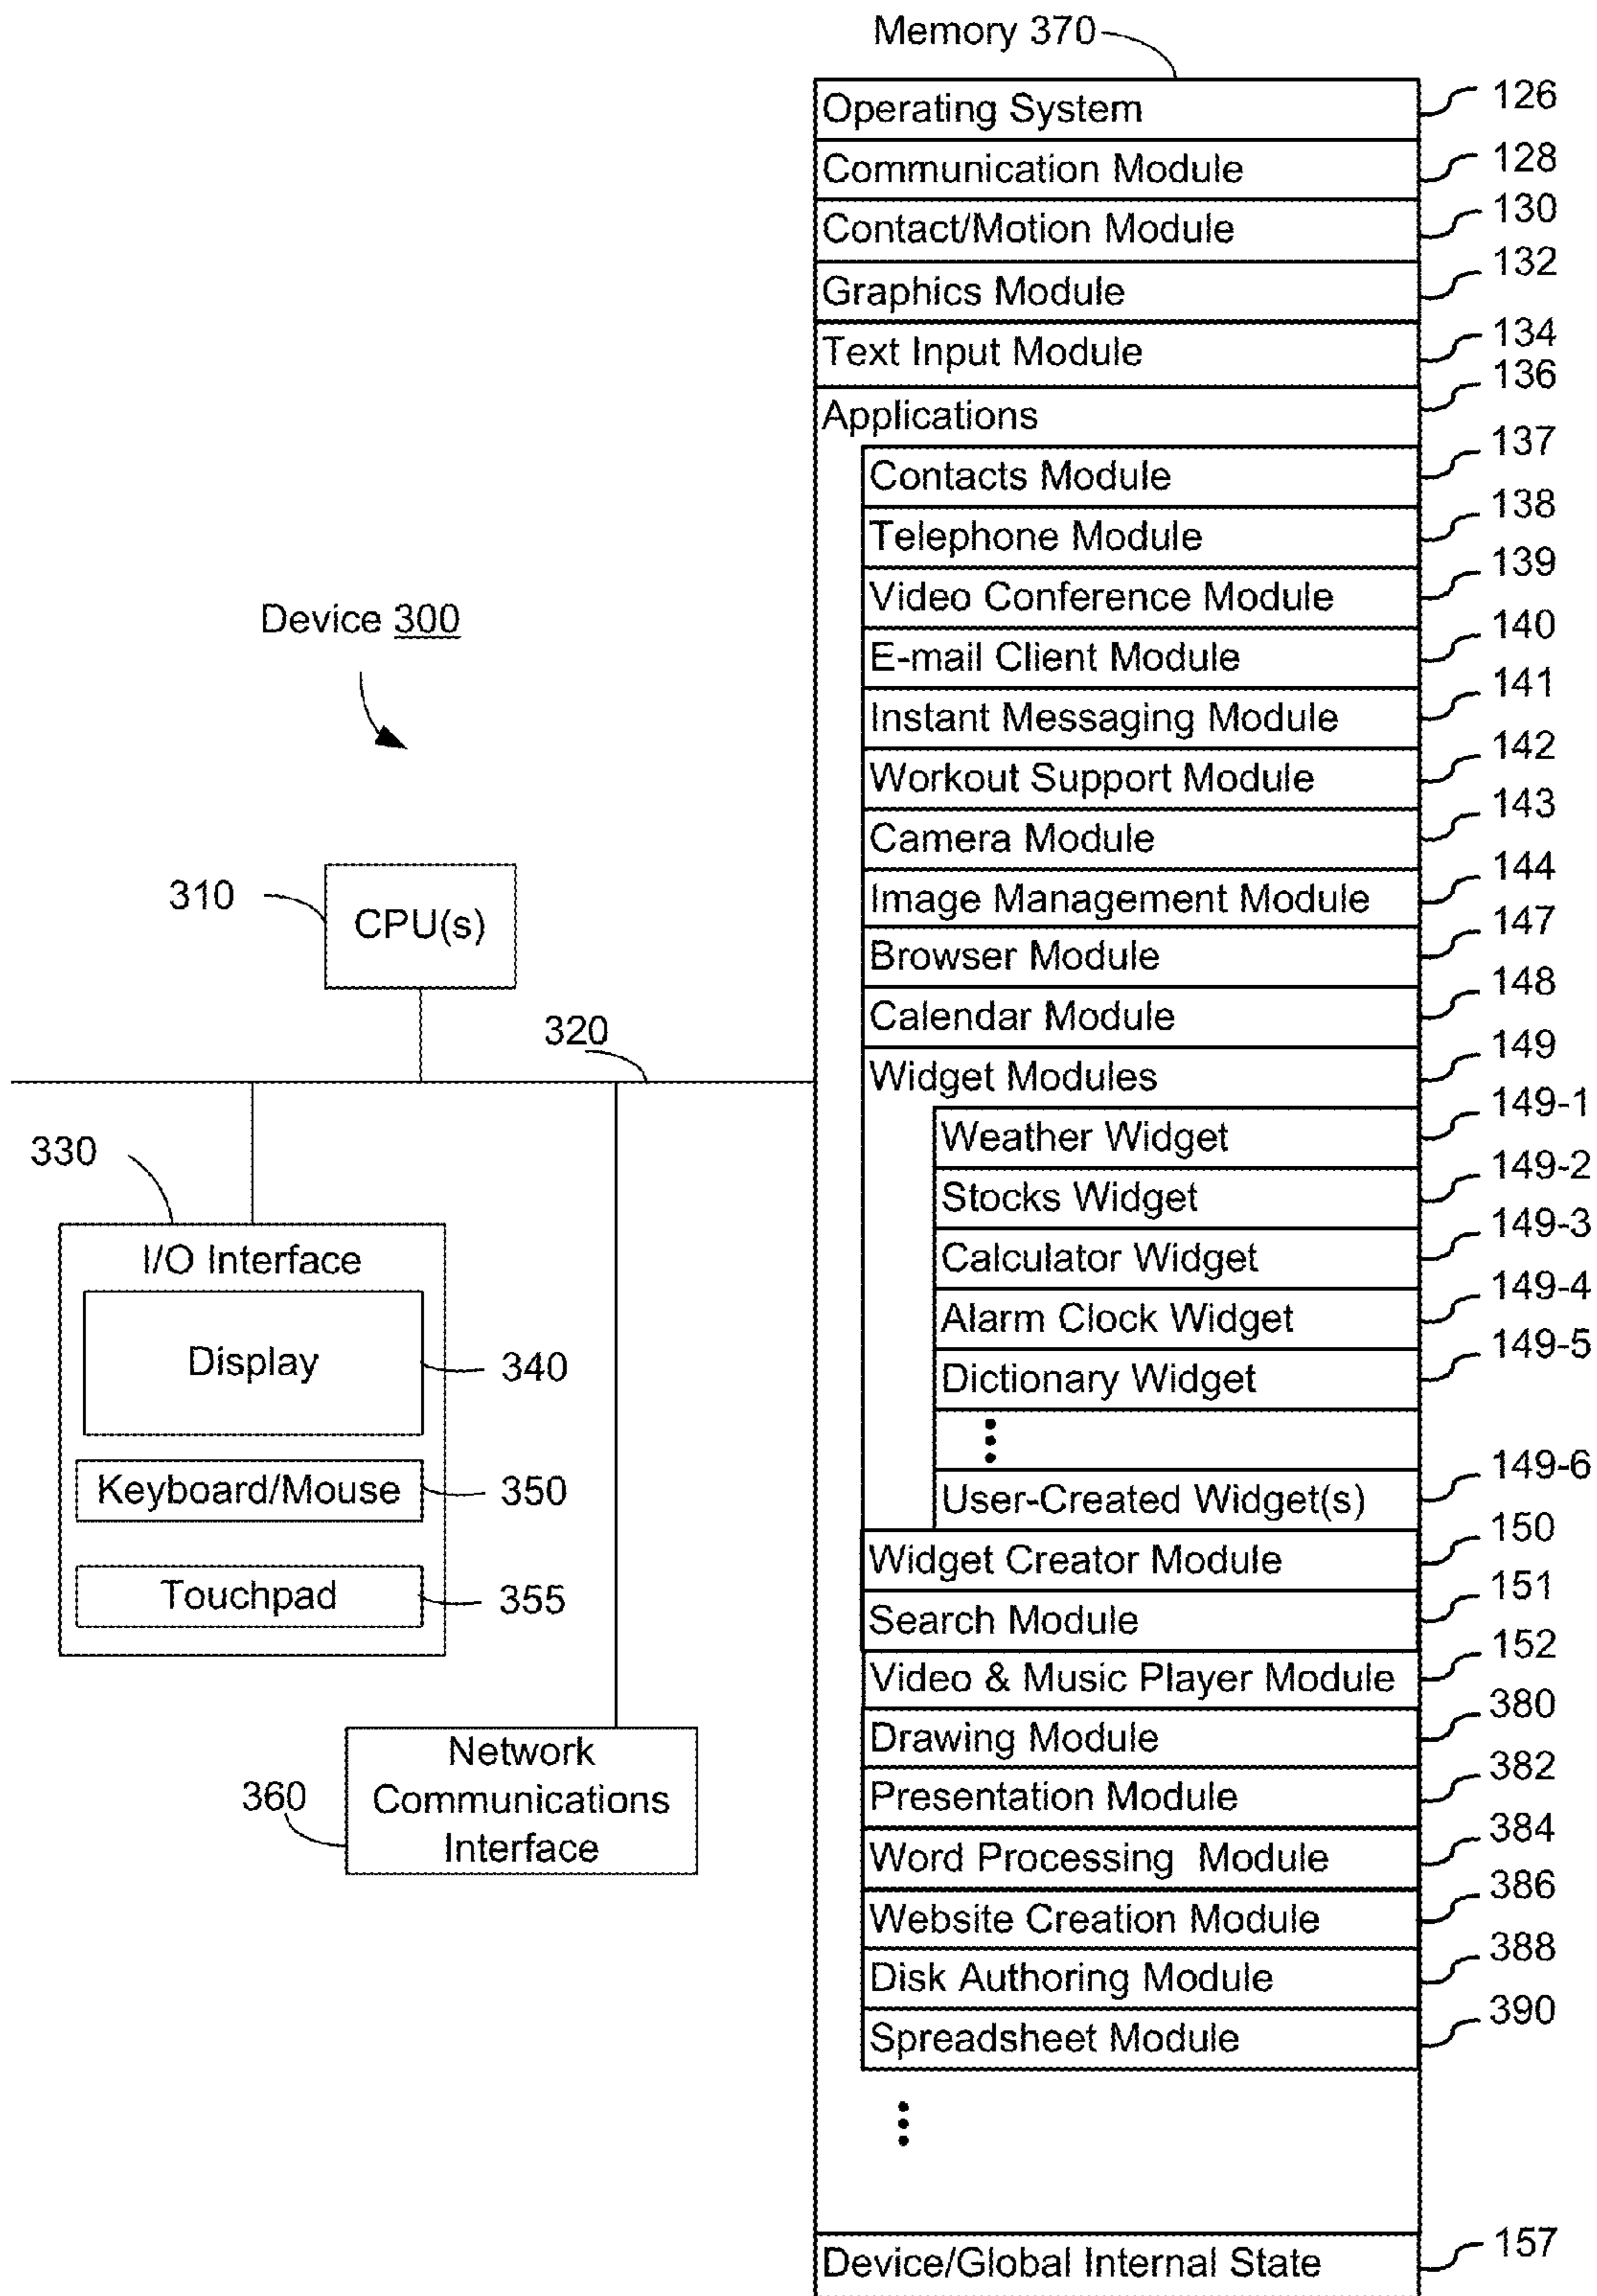 Memory 370
Operating System 126
Communication Module 128
Contact/Motion Module 130
Graphics Module 132
Text Input Module 134
Applications 136
Contacts Module 137
Telephone Module 138
Video Conference Module 139
E-mail Client Module 140
Instant Messaging Module 141
Workout Support Module 142
Camera Module 143
Image Management Module 144
Browser Module 147
Calendar Module 148
Widget Modules 149
Weather Widget 149-1
Stocks Widget 149-2
Calculator Widget 149-3
Alarm Clock Widget 149-4
Dictionary Widget 149-5
User-Created Widget(s) 149-6
Widget Creator Module 150
Search Module 151
Video & Music Player Module 152
Drawing Module 380
Presentation Module 382
Word Processing Module 384
Website Creation Module 386
Disk Authoring Module 388
Spreadsheet Module 390
Device/Global Internal State 157
Device 300
310 CPU(s)
320
330
I/O Interface
Display 340
Keyboard/Mouse 350
Touchpad 355
360
Network
Communications
Interface